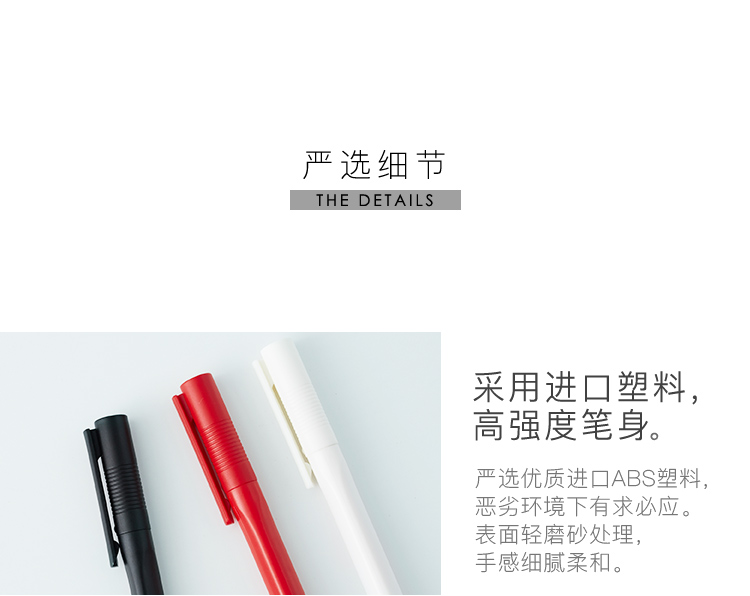 严选细节
THE DETAILS
采用进口塑料，
高强度笔身。
严选优质进口ABS塑料，
恶劣环境下有求必应。
表面轻磨砂处理，
手感细腻柔和。